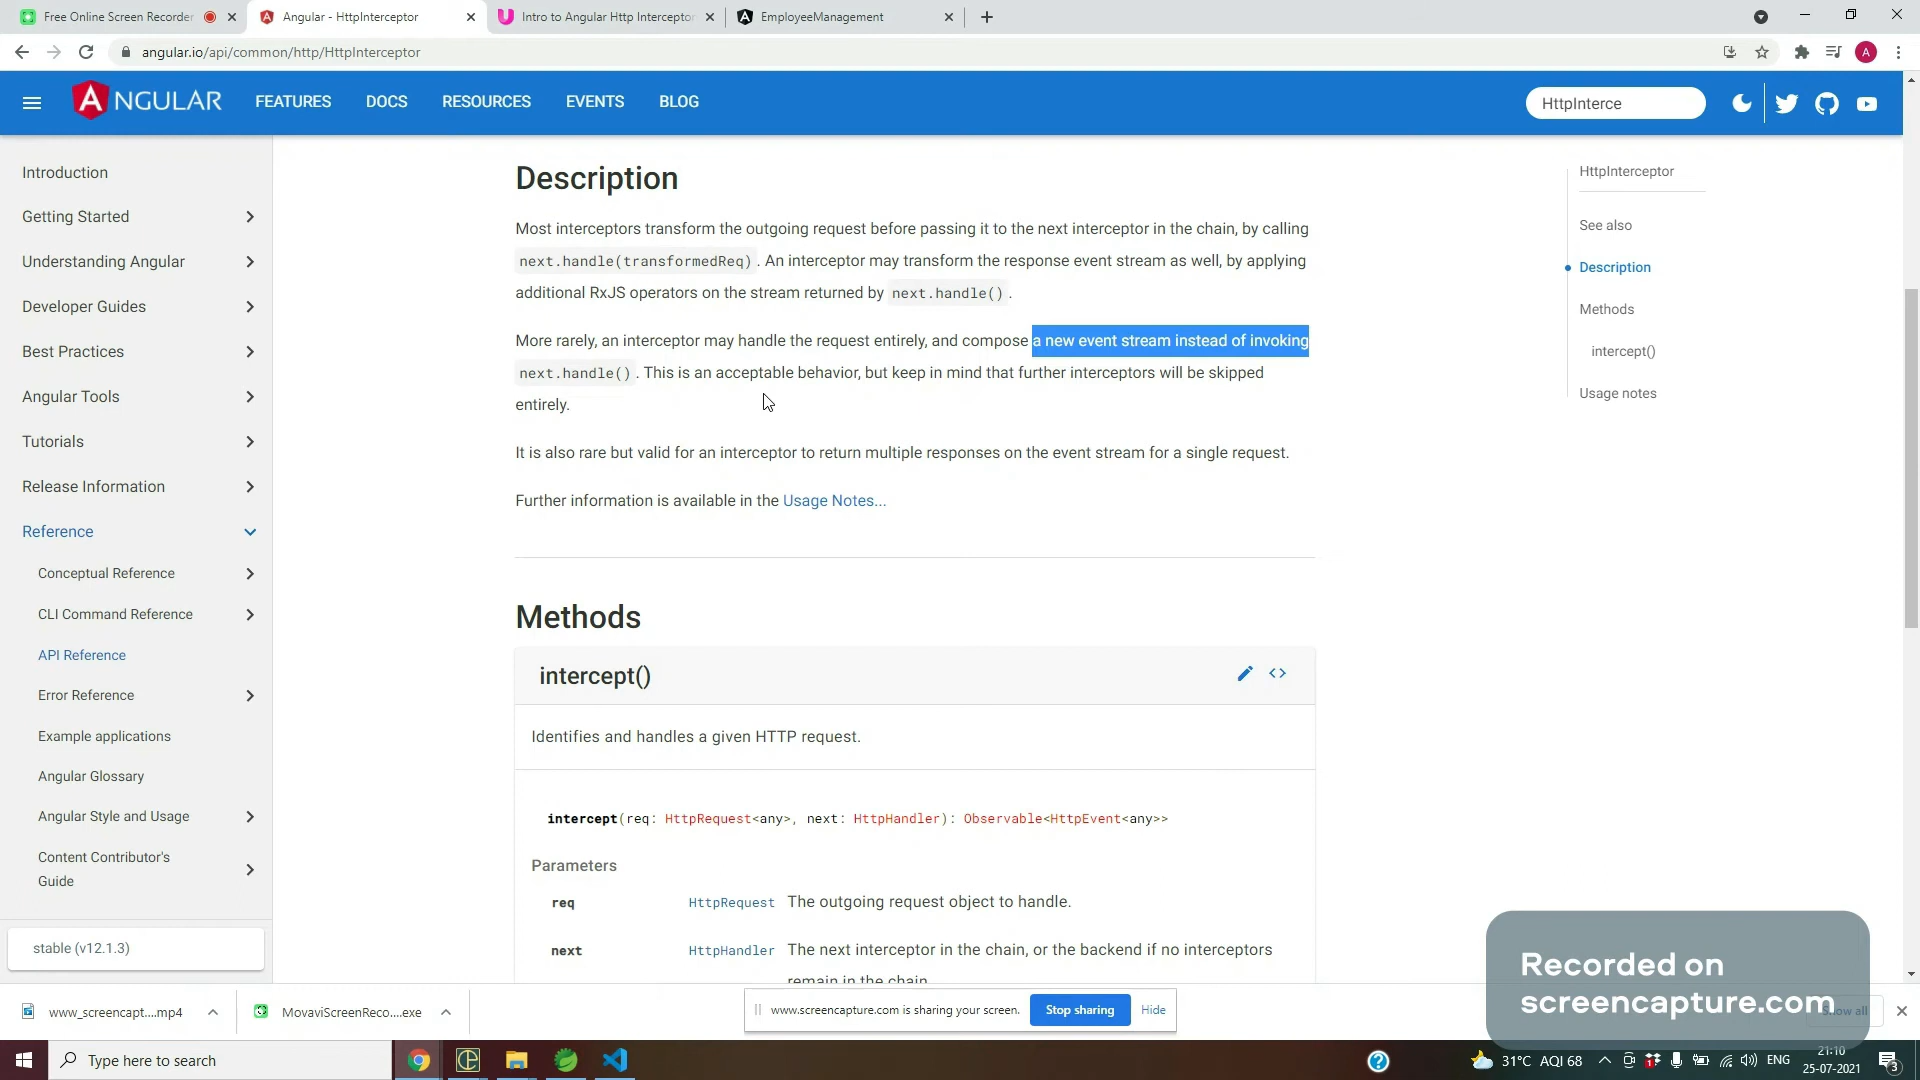 Free Online Screen Recorder
Angular - HttpInterceptor
Intro to Angular Http Interceptor
EmployeeManagement
angular.io/api/common/http/HttpInterceptor
A
ANGULAR
FEATURES
DOCS
RESOURCES
EVENTS
BLOG
HttpInterce
Introduction
Getting Started
Understanding Angular
Developer Guides
Best Practices
Angular Tools
Tutorials
Release Information
Reference
Conceptual Reference
CLI Command Reference
API Reference
Error Reference
Example applications
Angular Glossary
Angular Style and Usage
Content Contributor's
Guide
stable (v12.1.3)
Description
Most interceptors transform the outgoing request before passing it to the next interceptor in the chain, by calling
next.handle(transformedReq) . An interceptor may transform the response event stream as well, by applying
additional RxJS operators on the stream returned by next.handle() .
More rarely, an interceptor may handle the request entirely, and compose a new event stream instead of invoking
next.handle() . This is an acceptable behavior, but keep in mind that further interceptors will be skipped
entirely.
It is also rare but valid for an interceptor to return multiple responses on the event stream for a single request.
Further information is available in the Usage Notes...
Methods
intercept()
Identifies and handles a given HTTP request.
intercept(req: HttpRequest<any>, next: HttpHandler): Observable<HttpEvent<any>>
Parameters
req HttpRequest The outgoing request object to handle.
next HttpHandler The next interceptor in the chain, or the backend if no interceptors
remain in the chain.
HttpInterceptor
See also
Description
Methods
intercept()
Usage notes
Recorded on
screencapture.com
Show all
www_screencapt....mp4
MovaviScreenReco....exe
www.screencapture.com is sharing your screen.
Stop sharing
Hide
Type here to search
31°C AQI 68
ENG
21:10
25-07-2021
3